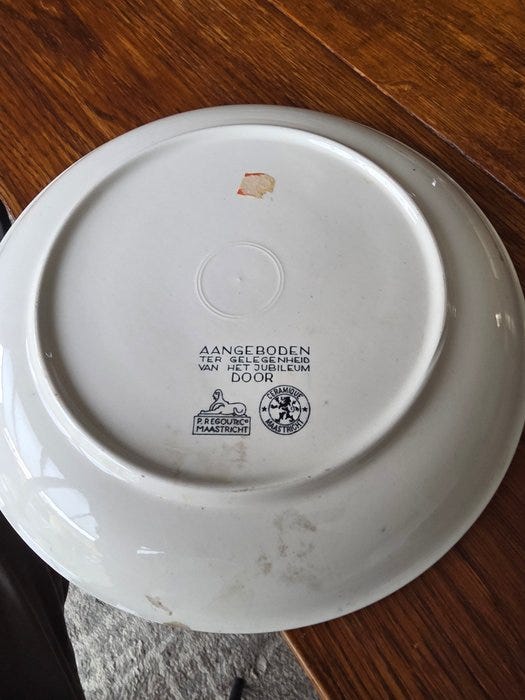 AANGEBODEN
TER GELEGENHEID
VAN HET JUBILEUM
DOOR
P. REGOUT & Co
MAASTRICHT
CERAMIQUE
MAASTRICHT